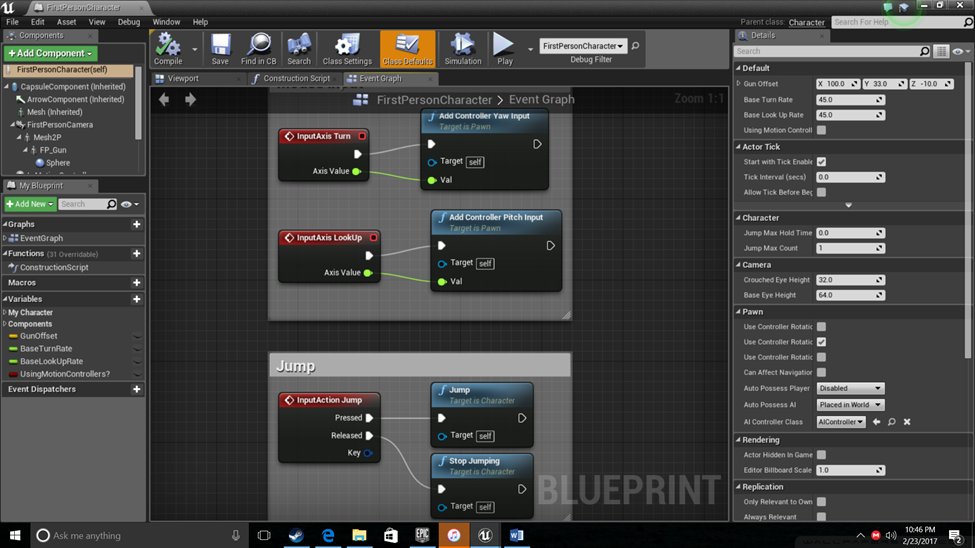 FirstPersonCharacter
File Edit Asset View Debug Window Help
Parent class: Character
Search For Help
Components
+ Add Component
FirstPersonCharacter(self)
CapsuleComponent (Inherited)
ArrowComponent (Inherited)
Mesh (Inherited)
FirstPersonCamera
Mesh2P
FP_Gun
Sphere
My Blueprint
+ Add New
Search
Graphs
EventGraph
Functions (31 Overridable)
ConstructionScript
Macros
Variables
My Character
Components
GunOffset
BaseTurnRate
BaseLookUpRate
UsingMotionControllers?
Event Dispatchers
Compile
Save
Find in CB
Search
Class Settings
Class Defaults
Simulation
Play
FirstPersonCharacter
Debug Filter
Viewport
Construction Script
Event Graph
FirstPersonCharacter > Event Graph
Zoom 1:1
InputAxis Turn
Axis Value
Add Controller Yaw Input
Target is Pawn
Target self
Val
InputAxis LookUp
Axis Value
Add Controller Pitch Input
Target is Pawn
Target self
Val
Jump
InputAction Jump
Pressed
Released
Key
Jump
Target is Character
Target self
Stop Jumping
Target is Character
Target self
BLUEPRINT
Details
Search
Default
Gun Offset X 100.0 Y 33.0 Z -10.0
Base Turn Rate 45.0
Base Look Up Rate 45.0
Using Motion Controll
Actor Tick
Start with Tick Enable
Tick Interval (secs) 0.0
Allow Tick Before Beg
Character
Jump Max Hold Time 0.0
Jump Max Count 1
Camera
Crouched Eye Height 32.0
Base Eye Height 64.0
Pawn
Use Controller Rotatic
Use Controller Rotatic
Use Controller Rotatic
Can Affect Navigation
Auto Possess Player Disabled
Auto Possess AI Placed in World
AI Controller Class AIController
Rendering
Actor Hidden In Game
Editor Billboard Scale 1.0
Replication
Only Relevant to Own
Always Relevant
Ask me anything
10:46 PM
2/23/2017